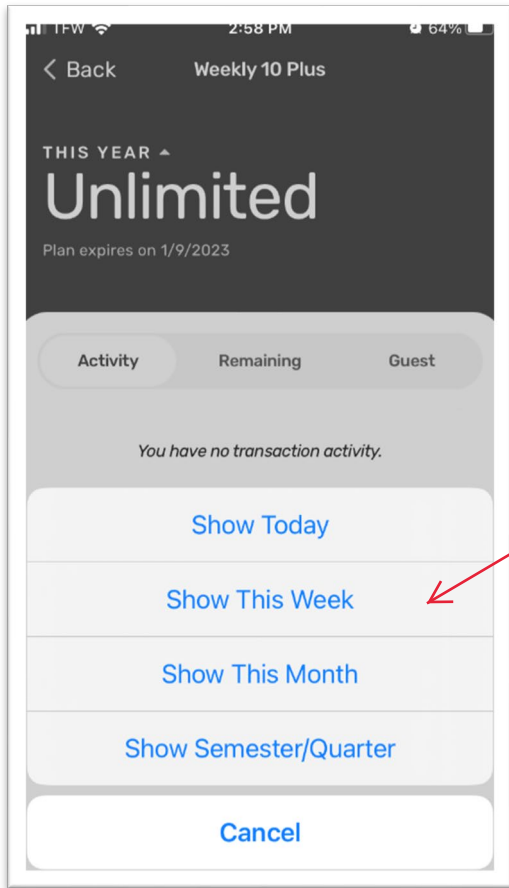 TFW 2:58 PM 64%
Back Weekly 10 Plus
THIS YEAR
Unlimited
Plan expires on 1/9/2023
Activity Remaining Guest
You have no transaction activity.
Show Today
Show This Week
Show This Month
Show Semester/Quarter
Cancel